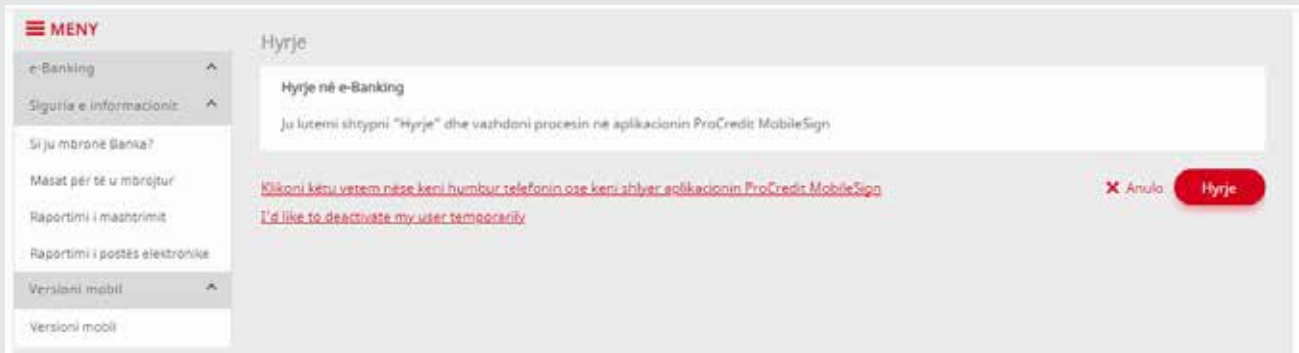 MENY
e-Banking
Siguria e informacionit
Si ju mbronë Banka?
Masat për të u mbrojtur
Raportimi i mashtrimit
Raportimi i postës elektronike
Versioni mobil
Versioni mobil
Hyrje
Hyrje në e-Banking
Ju lutemi shtypni "Hyrje" dhe vazhdoni procesin në aplikacionin ProCredit MobileSign
Klikoni këtu vetem nëse keni humbur telefonin ose keni shlyer aplikacionin ProCredit MobileSign
Anulo
Hyrje
I'd like to deactivate my user temporarily